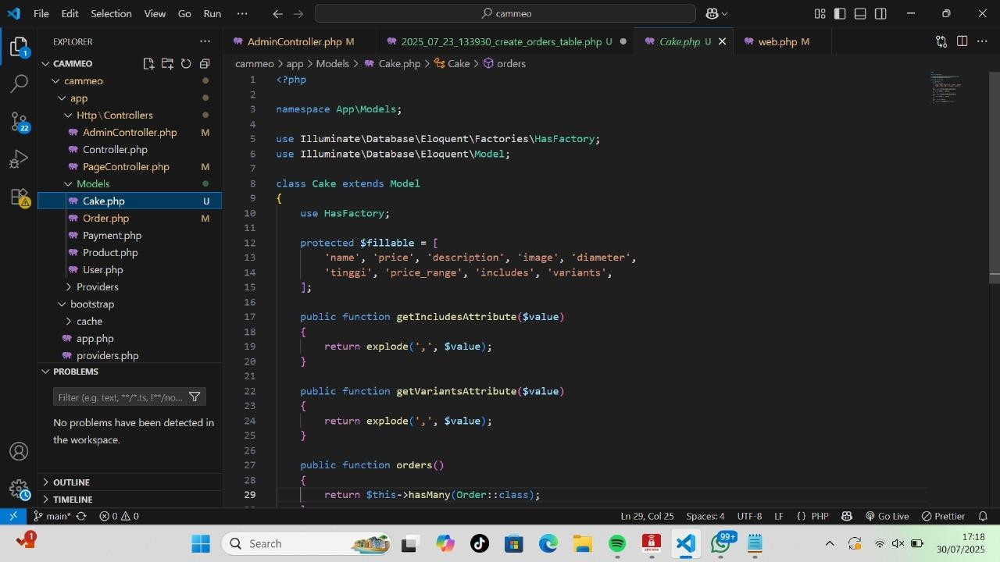 File Edit Selection View Go Run ··· cammeo
EXPLORER ···
CAMMEO
cammeo
app
Http\Controllers
AdminController.php M
Controller.php
PageController.php M
Models
Cake.php U
Order.php M
Payment.php
Product.php
User.php
Providers
bootstrap
cache
app.php
providers.php
PROBLEMS
Filter (e.g. text, **/*.ts, !**/no...
No problems have been detected in
the workspace.
OUTLINE
TIMELINE
1
22
AdminController.php M 2025_07_23_133930_create_orders_table.php U Cake.php U web.php M
cammeo > app > Models > Cake.php > Cake > orders
1 <?php
2
3 namespace App\Models;
4
5 use Illuminate\Database\Eloquent\Factories\HasFactory;
6 use Illuminate\Database\Eloquent\Model;
7
8 class Cake extends Model
9 {
10 use HasFactory;
11
12 protected $fillable = [
13 'name', 'price', 'description', 'image', 'diameter',
14 'tinggi', 'price_range', 'includes', 'variants',
15 ];
16
17 public function getIncludesAttribute($value)
18 {
19 return explode(',', $value);
20 }
21
22 public function getVariantsAttribute($value)
23 {
24 return explode(',', $value);
25 }
26
27 public function orders()
28 {
29 return $this->hasMany(Order::class);
main* 0 0 Ln 29, Col 25 Spaces: 4 UTF-8 LF {} PHP Go Live Prettier
1 Search 99+ 17:18
30/07/2025